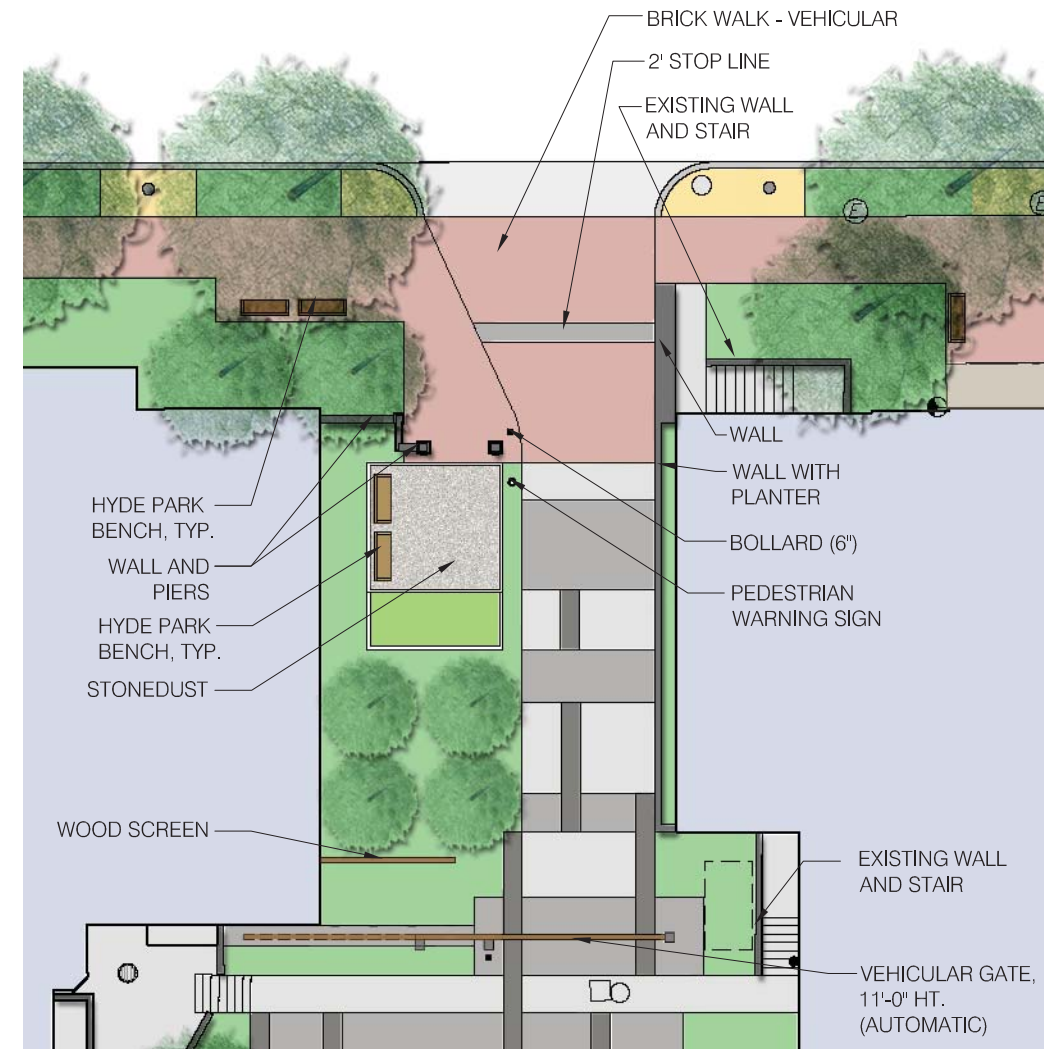 BRICK WALK - VEHICULAR
2' STOP LINE
EXISTING WALL
AND STAIR
E
E
WALL
WALL WITH
PLANTER
BOLLARD (6")
PEDESTRIAN
WARNING SIGN
HYDE PARK
BENCH, TYP.
WALL AND
PIERS
HYDE PARK
BENCH, TYP.
STONEDUST
WOOD SCREEN
EXISTING WALL
AND STAIR
VEHICULAR GATE,
11'-0" HT.
(AUTOMATIC)